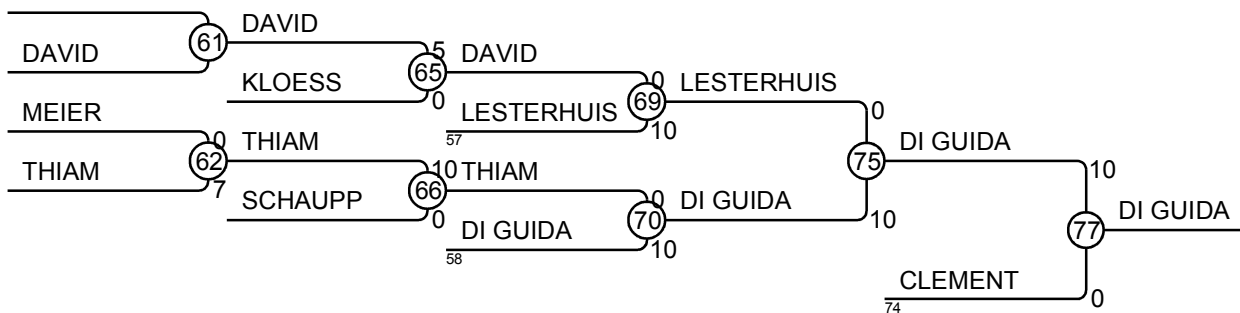 DAVID
61
DAVID
5
65
KLOESS
0
DAVID
0
69
LESTERHUIS
57
10
LESTERHUIS
0
MEIER
0
62
THIAM
7
THIAM
10
66
SCHAUPP
0
THIAM
0
70
DI GUIDA
58
10
DI GUIDA
10
75
DI GUIDA
10
77
CLEMENT
74
0
DI GUIDA